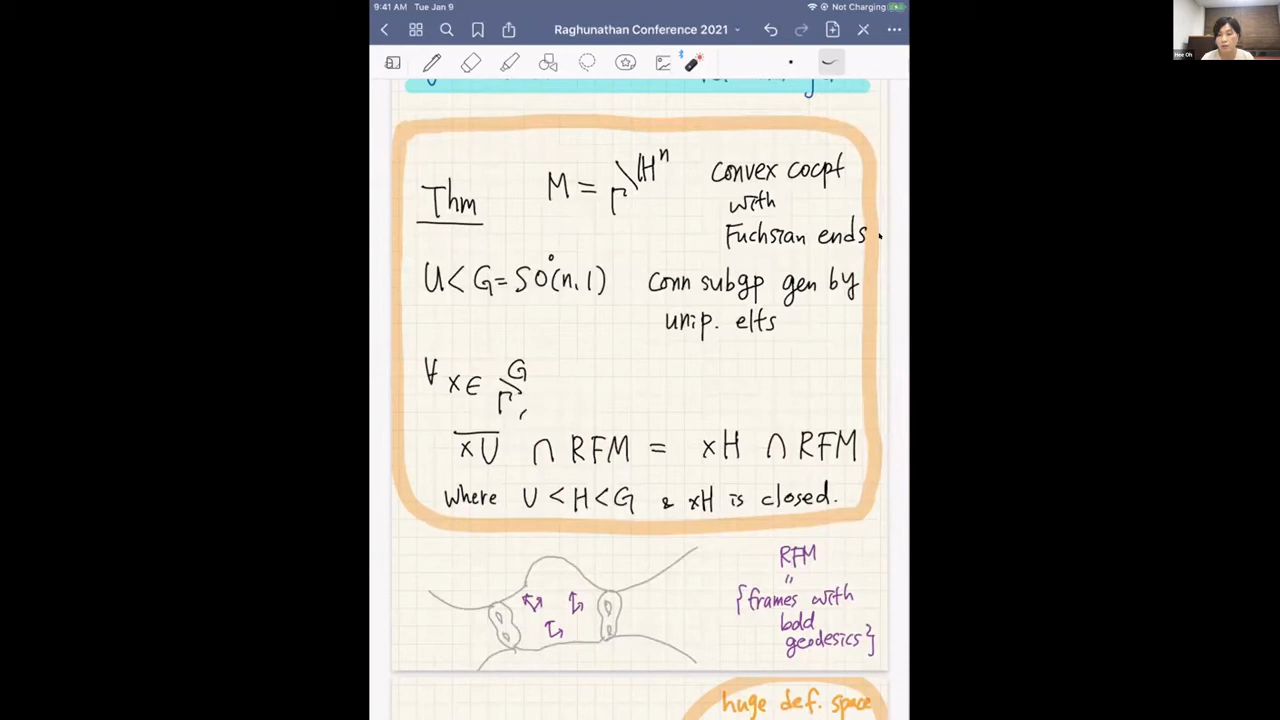 9:41 AM Tue Jan 9
Not Charging
Raghunathan Conference 2021
Hee Oh
Thm M = Γ\ℍⁿ convex cocpt
with
Fuchsian ends.
U < G = SO°(n,1) conn subgp gen by
unip. elts
∀ x ∈ Γ\G,
x̅U̅ ∩ RFM = xH ∩ RFM
where U < H < G & xH is closed.
RFM
"
{frames with
bdd
geodesics}
huge def. space